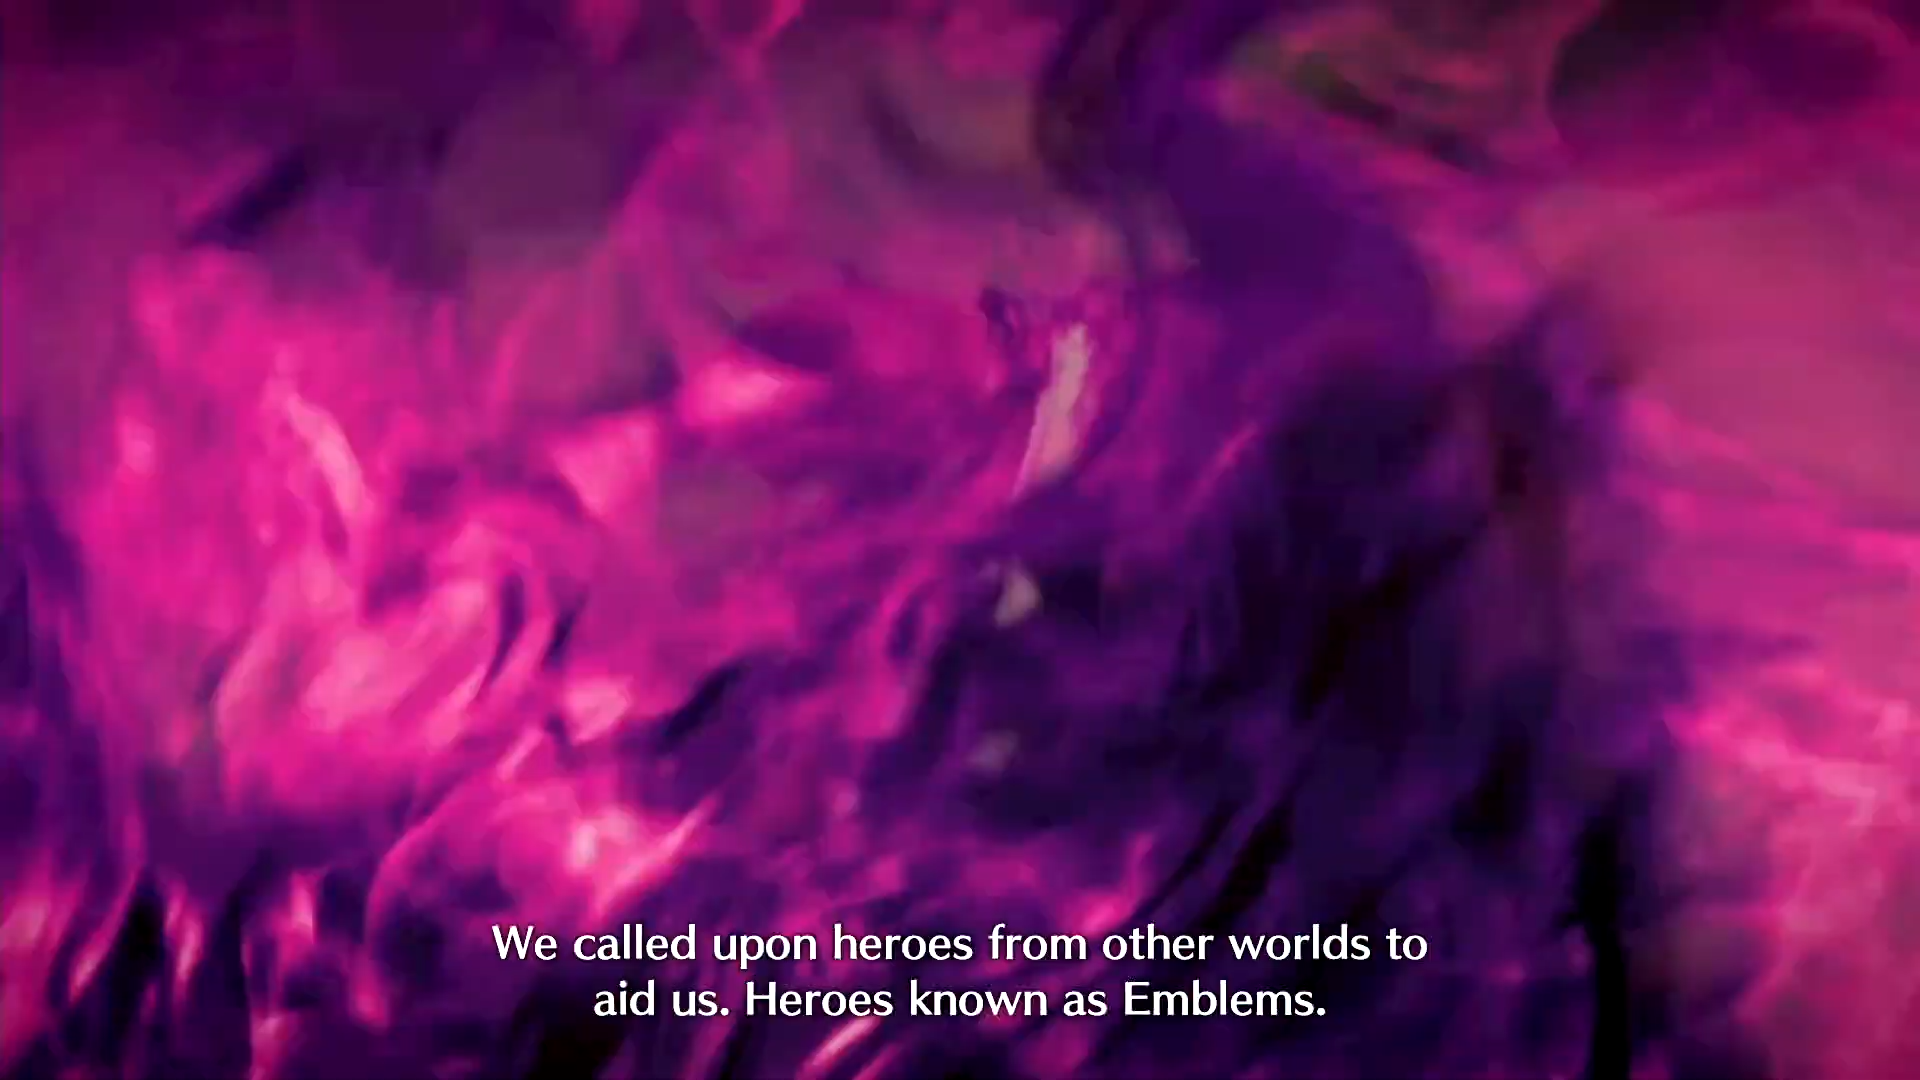 We called upon heroes from other worlds to
aid us. Heroes known as Emblems.